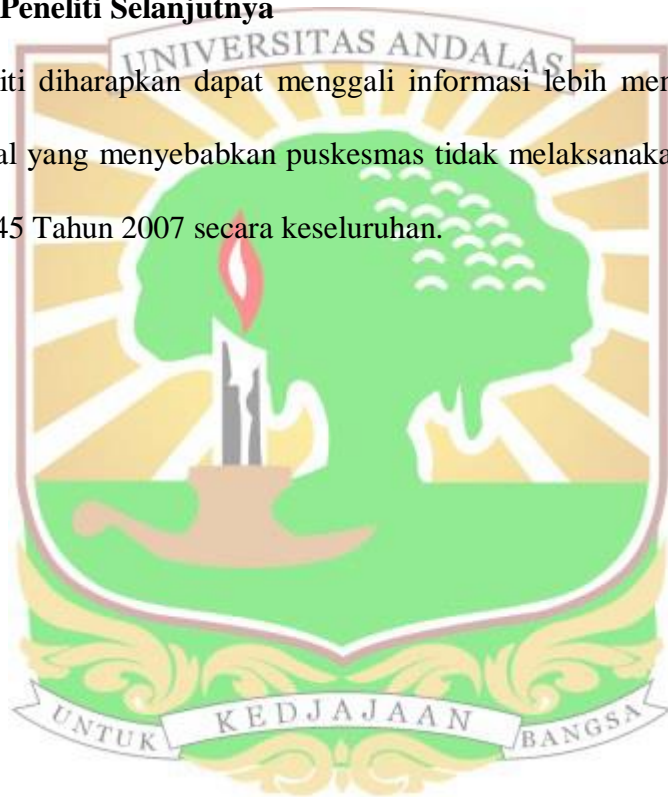 Peneliti Selanjutnya
UNIVERSITAS ANDALAS
iti diharapkan dapat menggali informasi lebih mer
al yang menyebabkan puskesmas tidak melaksanaka
45 Tahun 2007 secara keseluruhan.
UNTUK KEDJAJAAN BANGSA